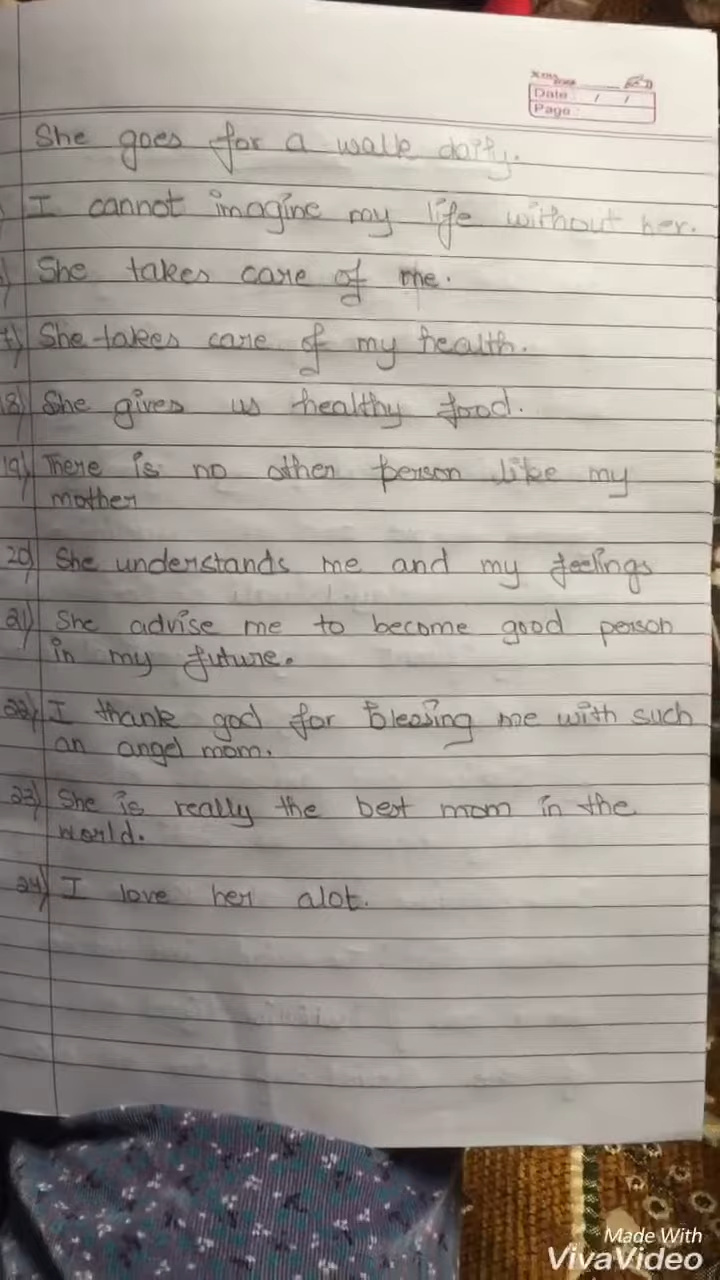 Date / /
Page
She goes for a walk daily.
I cannot imagine my life without her.
She takes care of me.
7) She takes care of my health.
18) She gives us healthy food.
19) There is no other person like my
mother
20) She understands me and my feelings
21) She advise me to become good person
in my future.
22) I thank god for blessing me with such
an angel mom.
23) She is really the best mom in the
world.
24) I love her alot.
Made With
VivaVideo